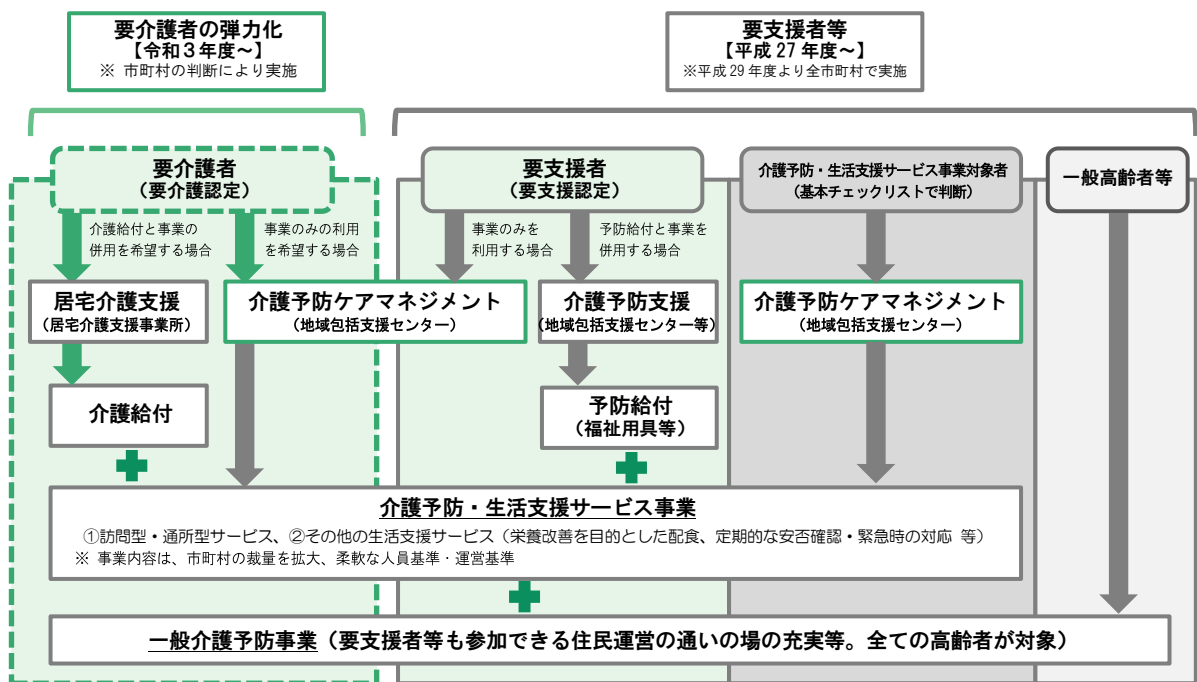 要介護者の弾力化
【令和３年度～】
※ 市町村の判断により実施
要支援者等
【平成 27 年度～】
※平成 29 年度より全市町村で実施
要介護者
（要介護認定）
要支援者
（要支援認定）
介護予防・生活支援サービス事業対象者
（基本チェックリストで判断）
一般高齢者等
介護給付と事業の
併用を希望する場合
事業のみの利用
を希望する場合
事業のみを
利用する場合
予防給付と事業を
併用する場合
居宅介護支援
（居宅介護支援事業所）
介護予防ケアマネジメント
（地域包括支援センター）
介護予防支援
（地域包括支援センター等）
介護予防ケアマネジメント
（地域包括支援センター）
介護給付
予防給付
（福祉用具等）
介護予防・生活支援サービス事業
①訪問型・通所型サービス、②その他の生活支援サービス（栄養改善を目的とした配食、定期的な安否確認・緊急時の対応 等）
※ 事業内容は、市町村の裁量を拡大、柔軟な人員基準・運営基準
一般介護予防事業（要支援者等も参加できる住民運営の通いの場の充実等。全ての高齢者が対象）